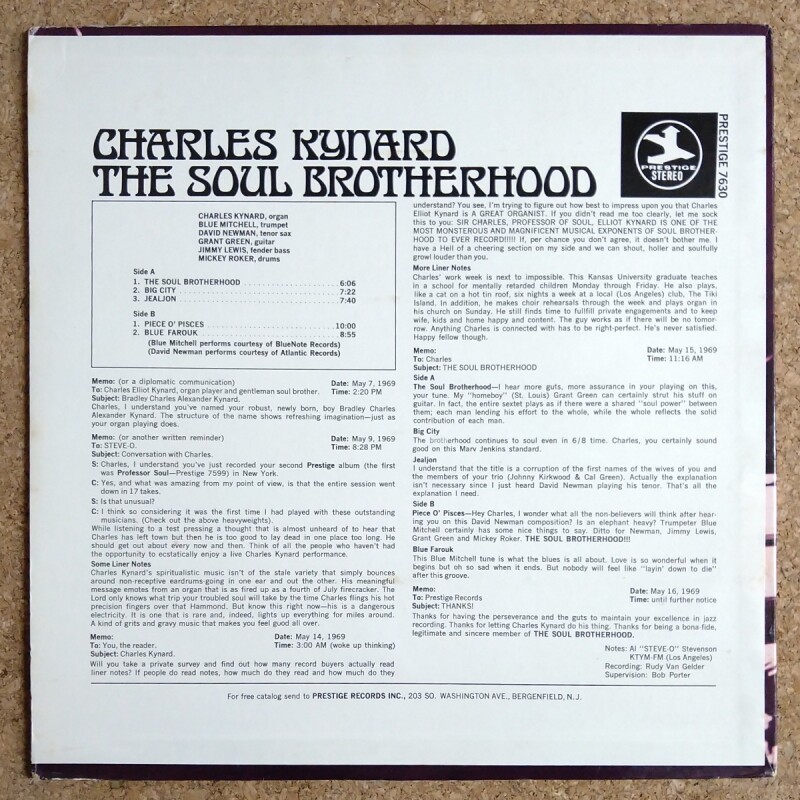 CHARLES KYNARD
THE SOUL BROTHERHOOD
PRESTIGE
STEREO
PRESTIGE 7630
CHARLES KYNARD, organ
BLUE MITCHELL, trumpet
DAVID NEWMAN, tenor sax
GRANT GREEN, guitar
JIMMY LEWIS, fender bass
MICKEY ROKER, drums
Side A
1. THE SOUL BROTHERHOOD 6:06
2. BIG CITY 7:22
3. JEALJON 7:40
Side B
1. PIECE O' PISCES 10:00
2. BLUE FAROUK 8:55
(Blue Mitchell performs courtesy of BlueNote Records)
(David Newman performs courtesy of Atlantic Records)
Memo: (or a diplomatic communication) Date: May 7, 1969
To: Charles Elliot Kynard, organ player and gentleman soul brother. Time: 2:20 PM
Subject: Bradley Charles Alexander Kynard.
Charles, I understand you've named your robust, newly born, boy Bradley Charles
Alexander Kynard. The structure of the name shows refreshing imagination—just as
your organ playing does.
Memo: (or another written reminder) Date: May 9, 1969
To: STEVE-O. Time: 8:28 PM
Subject: Conversation with Charles.
S: Charles, I understand you've just recorded your second Prestige album (the first
was Professor Soul—Prestige 7599) in New York.
C: Yes, and what was amazing from my point of view, is that the entire session went
down in 17 takes.
S: Is that unusual?
C: I think so considering it was the first time I had played with these outstanding
musicians. (Check out the above heavyweights).
While listening to a test pressing a thought that is almost unheard of to hear that
Charles has left town but then he is too good to lay dead in one place too long. He
should get out about every now and then. Think of all the people who haven't had
the opportunity to ecstatically enjoy a live Charles Kynard performance.
Some Liner Notes
Charles Kynard's spiritualistic music isn't of the stale variety that simply bounces
around non-receptive eardrums-going in one ear and out the other. His meaningful
message emotes from an organ that is as fired up as a fourth of July firecracker. The
Lord only knows what trip your troubled soul will take by the time Charles flings his hot
precision fingers over that Hammond. But know this right now—his is a dangerous
electricity. It is one that is rare and, indeed, lights up everything for miles around.
A kind of grits and gravy music that makes you feel good all over.
Memo: Date: May 14, 1969
To: You, the reader. Time: 3:00 AM (woke up thinking)
Subject: Charles Kynard.
Will you take a private survey and find out how many record buyers actually read
liner notes? If people do read notes, how much do they read and how much do they
understand? You see, I'm trying to figure out how best to impress upon you that Charles
Elliot Kynard is A GREAT ORGANIST. If you didn't read me too clearly, let me sock
this to you: SIR CHARLES, PROFESSOR OF SOUL, ELLIOT KYNARD IS ONE OF THE
MOST MONSTEROUS AND MAGNIFICENT MUSICAL EXPONENTS OF SOUL BROTHER-
HOOD TO EVER RECORD!!!!! If, per chance you don't agree, it doesn't bother me. I
have a Hell of a cheering section on my side and we can shout, holler and soulfully
growl louder than you.
More Liner Notes
Charles' work week is next to impossible. This Kansas University graduate teaches
in a school for mentally retarded children Monday through Friday. He also plays,
like a cat on a hot tin roof, six nights a week at a local (Los Angeles) club, The Tiki
Island. In addition, he makes choir rehearsals through the week and plays organ in
his church on Sunday. He still finds time to fullfill private engagements and to keep
wife, kids and home happy and content. The guy works as if there will be no tomor-
row. Anything Charles is connected with has to be right-perfect. He's never satisfied.
Happy fellow though.
Memo: Date: May 15, 1969
To: Charles Time: 11:16 AM
Subject: THE SOUL BROTHERHOOD
Side A
The Soul Brotherhood—I hear more guts, more assurance in your playing on this,
your tune. My "homeboy" (St. Louis) Grant Green can certainly strut his stuff on
guitar. In fact, the entire sextet plays as if there were a shared "soul power" between
them; each man lending his effort to the whole, while the whole reflects the solid
contribution of each man.
Big City
The brotherhood continues to soul even in 6/8 time. Charles, you certainly sound
good on this Marv Jenkins standard.
Jealjon
I understand that the title is a corruption of the first names of the wives of you and
the members of your trio (Johnny Kirkwood & Cal Green). Actually the explanation
isn't necessary since I just heard David Newman playing his tenor. That's all the
explanation I need.
Side B
Piece O' Pisces—Hey Charles, I wonder what all the non-believers will think after hear-
ing you on this David Newman composition? Is an elephant heavy? Trumpeter Blue
Mitchell certainly has some nice things to say. Ditto for Newman, Jimmy Lewis,
Grant Green and Mickey Roker. THE SOUL BROTHERHOOD!!!
Blue Farouk
This Blue Mitchell tune is what the blues is all about. Love is so wonderful when it
begins but oh so sad when it ends. But nobody will feel like "layin' down to die"
after this groove.
Memo: Date: May 16, 1969
To: Prestige Records Time: until further notice
Subject: THANKS!
Thanks for having the perseverance and the guts to maintain your excellence in jazz
recording. Thanks for letting Charles Kynard do his thing. Thanks for being a bona-fide,
legitimate and sincere member of THE SOUL BROTHERHOOD.
Notes: Al "STEVE-O" Stevenson
KTYM-FM (Los Angeles)
Recording: Rudy Van Gelder
Supervision: Bob Porter
For free catalog send to PRESTIGE RECORDS INC., 203 SO. WASHINGTON AVE., BERGENFIELD, N. J.